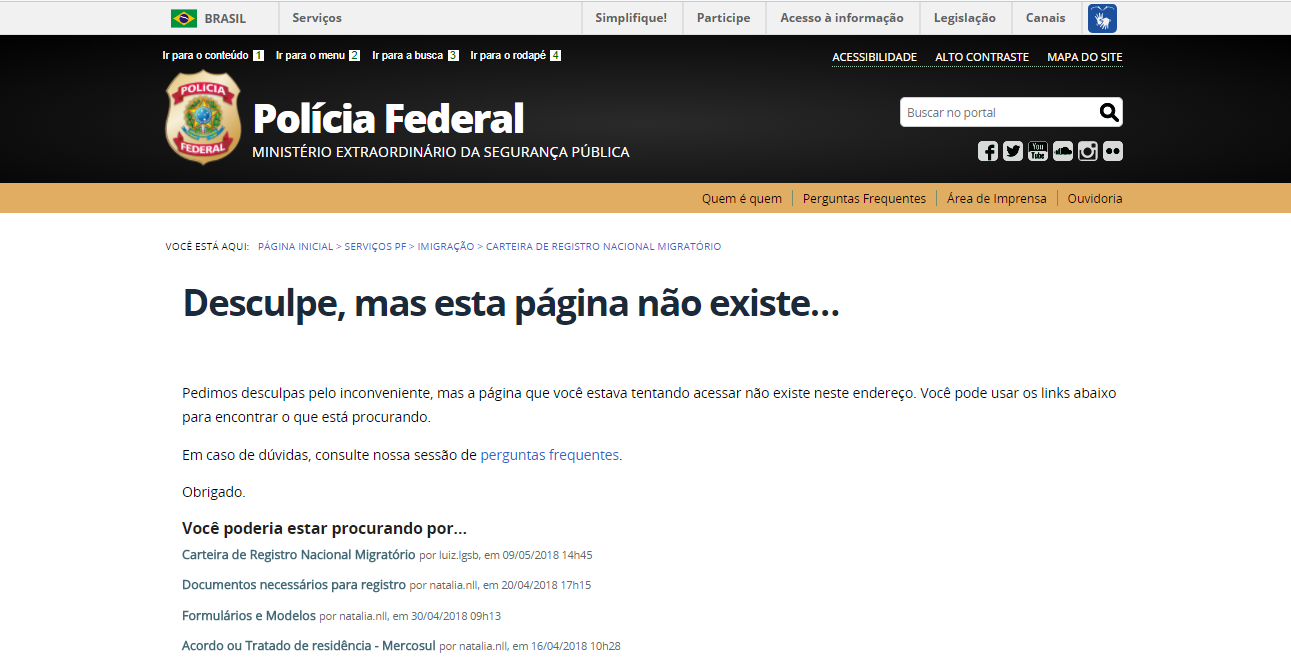 BRASIL Serviços Simplifique! Participe Acesso à informação Legislação Canais
Ir para o conteúdo 1 Ir para o menu 2 Ir para a busca 3 Ir para o rodapé 4
ACESSIBILIDADE ALTO CONTRASTE MAPA DO SITE
POLICIA
FEDERAL
Polícia Federal
MINISTÉRIO EXTRAORDINÁRIO DA SEGURANÇA PÚBLICA
Buscar no portal
You
Tube
Quem é quem Perguntas Frequentes Área de Imprensa Ouvidoria
VOCÊ ESTÁ AQUI: PÁGINA INICIAL > SERVIÇOS PF > IMIGRAÇÃO > CARTEIRA DE REGISTRO NACIONAL MIGRATÓRIO
Desculpe, mas esta página não existe...
Pedimos desculpas pelo inconveniente, mas a página que você estava tentando acessar não existe neste endereço. Você pode usar os links abaixo
para encontrar o que está procurando.
Em caso de dúvidas, consulte nossa sessão de perguntas frequentes.
Obrigado.
Você poderia estar procurando por...
Carteira de Registro Nacional Migratório por luiz.lgsb, em 09/05/2018 14h45
Documentos necessários para registro por natalia.nll, em 20/04/2018 17h15
Formulários e Modelos por natalia.nll, em 30/04/2018 09h13
Acordo ou Tratado de residência - Mercosul por natalia.nll, em 16/04/2018 10h28